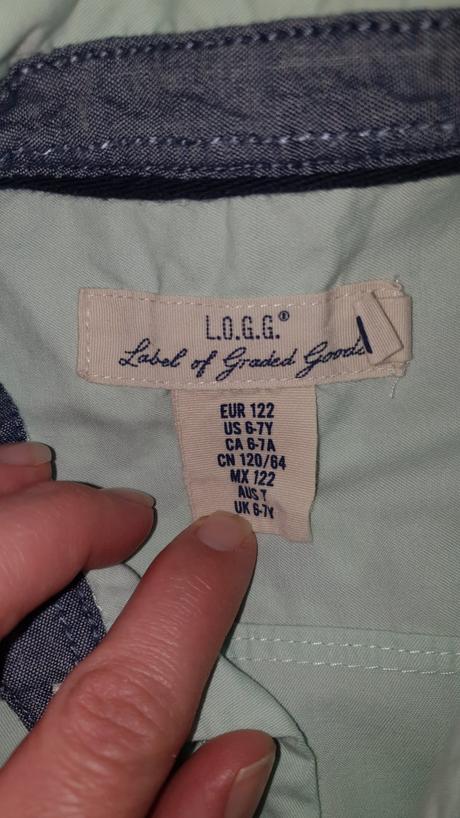 L.O.G.G.®
Label of Graded Goods
EUR 122
US 6-7Y
CA 6-7A
CN 120/64
MX 122
AUS 7
UK 6-7Y